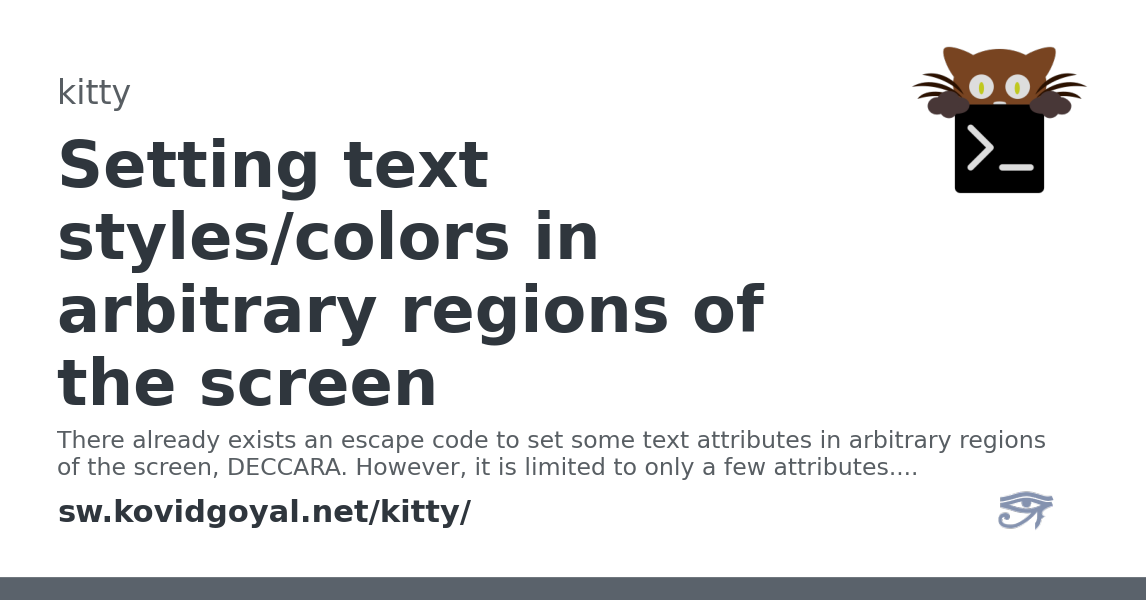 kitty
Setting text
styles/colors in
arbitrary regions of
the screen
There already exists an escape code to set some text attributes in arbitrary regions
of the screen, DECCARA. However, it is limited to only a few attributes....
sw.kovidgoyal.net/kitty/